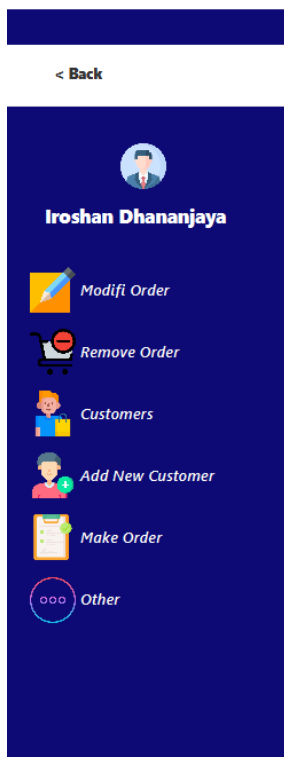 < Back
Iroshan Dhananjaya
Modifi Order
Remove Order
Customers
Add New Customer
Make Order
Other